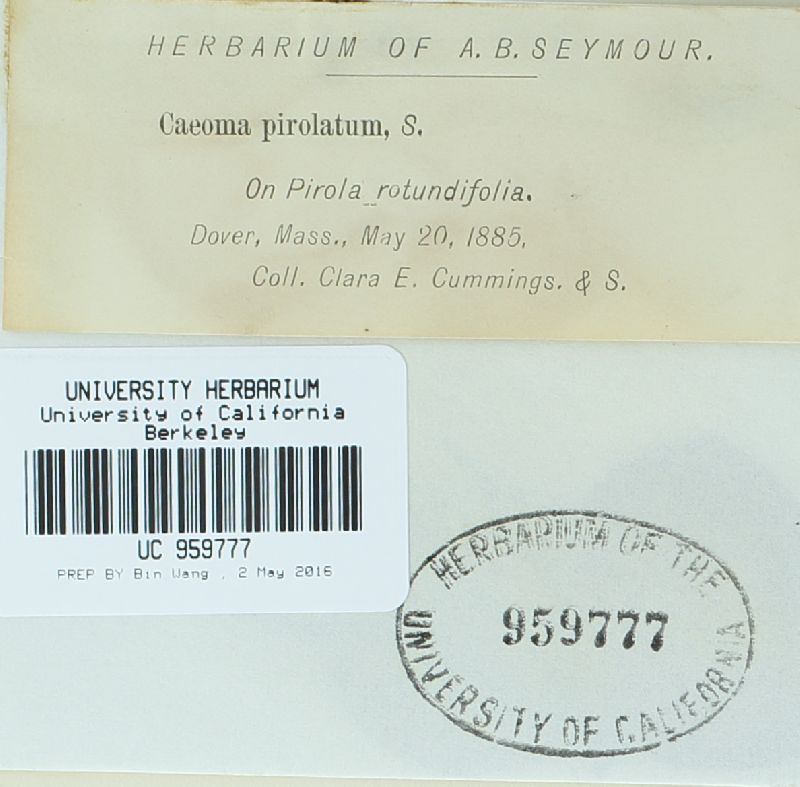 HERBARIUM OF A. B. SEYMOUR.
Caeoma pirolatum, S.
On Pirola rotundifolia.
Dover, Mass., May 20, 1885,
Coll. Clara E. Cummings. & S.
UNIVERSITY HERBARIUM
University of California
Berkeley
UC 959777
PREP BY Bin Wang , 2 May 2016
HERBARIUM OF THE
959777
UNIVERSITY OF CALIFORNIA